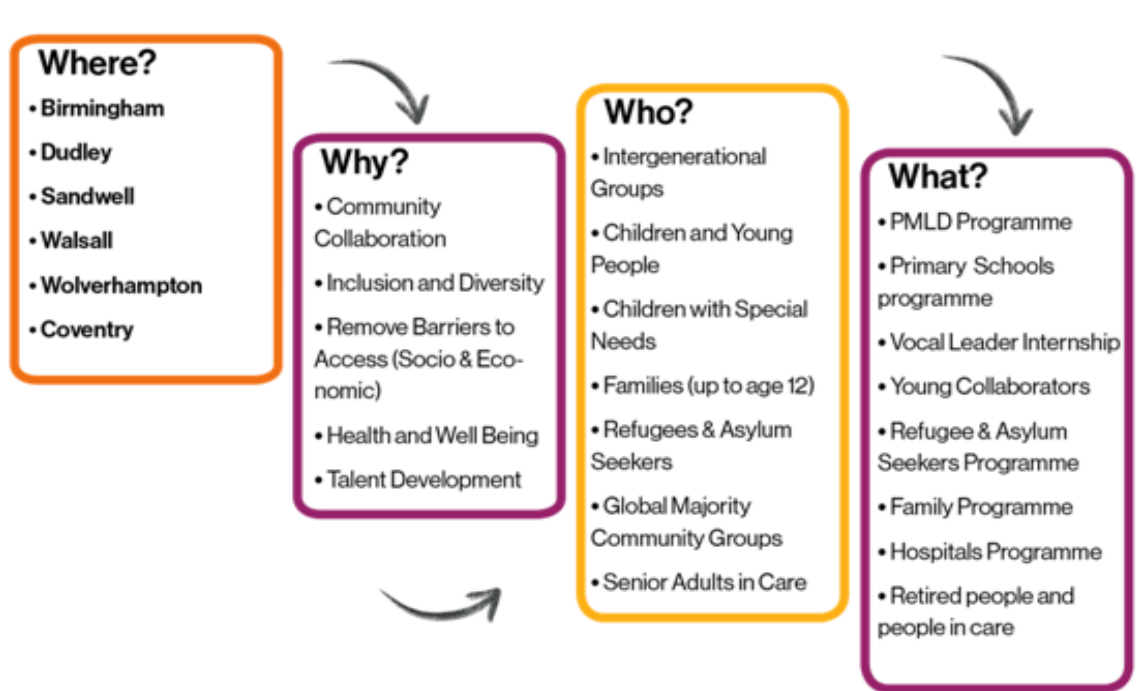 Where?
• Birmingham
• Dudley
• Sandwell
• Walsall
• Wolverhampton
• Coventry
Why?
• Community
Collaboration
• Inclusion and Diversity
• Remove Barriers to
Access (Socio & Eco-
nomic)
• Health and Well Being
• Talent Development
Who?
• Intergenerational
Groups
• Children and Young
People
• Children with Special
Needs
• Families (up to age 12)
• Refugees & Asylum
Seekers
• Global Majority
Community Groups
• Senior Adults in Care
What?
• PMLD Programme
• Primary Schools
programme
• Vocal Leader Internship
• Young Collaborators
• Refugee & Asylum
Seekers Programme
• Family Programme
• Hospitals Programme
• Retired people and
people in care